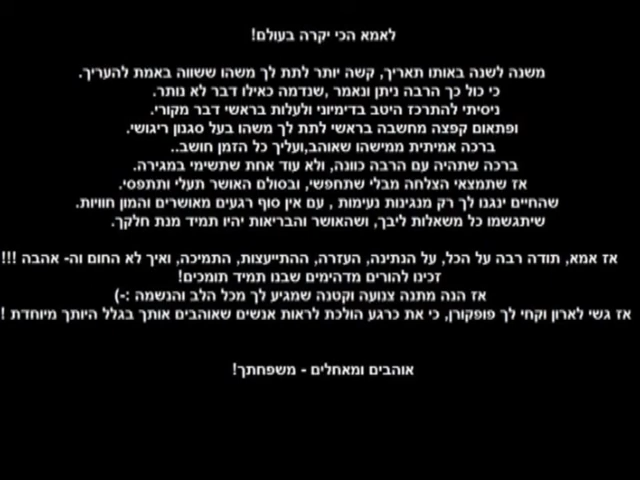 לאמא הכי יקרה בעולם!
משנה לשנה באותו תאריך, קשה יותר לתת לך משהו ששווה באמת להעריך.
כי כול כך הרבה ניתן ונאמר ,שנדמה כאילו דבר לא נותר.
ניסיתי להתרכז היטב בדימיוני ולעלות בראשי דבר מקורי.
ופתאום קפצה מחשבה בראשי לתת לך משהו בעל סגנון ריגושי.
ברכה אמיתית ממישהו שאוהב,ועליך כל הזמן חושב..
ברכה שתהיה עם הרבה כוונה, ולא עוד אחת שתשימי במגירה.
אז שתמצאי הצלחה מבלי שתחפשי, ובסולם האושר תעלי ותתפסי.
שהחיים ינגנו לך רק מנגינות נעימות , עם אין סוף רגעים מאושרים והמון חוויות.
שיתגשמו כל משאלות ליבך, ושהאושר והבריאות יהיו תמיד מנת חלקך.
אז אמא, תודה רבה על הכל, על הנתינה, העזרה, ההתייעצות, התמיכה, ואיך לא החום וה- אהבה !!!
זכינו להורים מדהימים שבנו תמיד תומכים!
אז הנה מתנה צנועה וקטנה שמגיע לך מכל הלב והנשמה :-)
אז גשי לארון וקחי לך פופקורן, כי את כרגע הולכת לראות אנשים שאוהבים אותך בגלל היותך מיוחדת !
אוהבים ומאחלים - משפחתך!